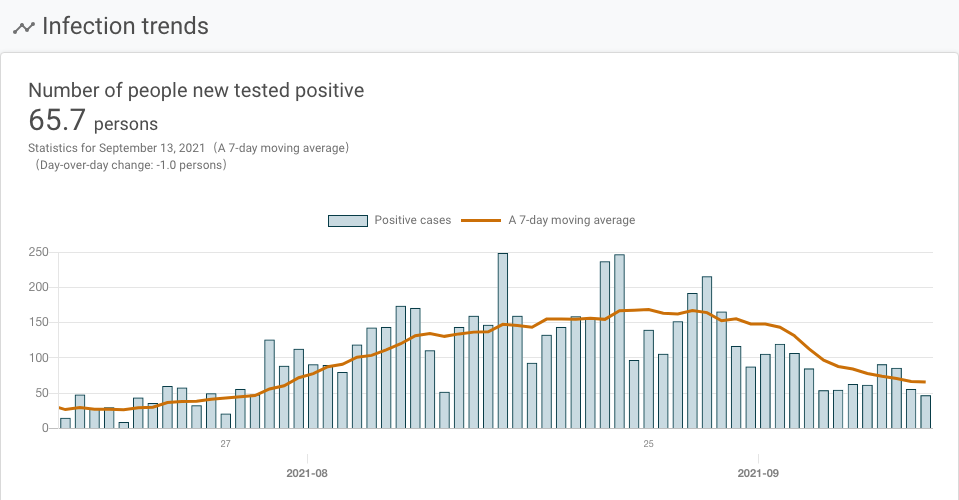 Infection trends
Number of people new tested positive
65.7 persons
Statistics for September 13, 2021（A 7-day moving average）
（Day-over-day change: -1.0 persons）
Positive cases A 7-day moving average
250
200
150
100
50
0
27 25
2021-08 2021-09